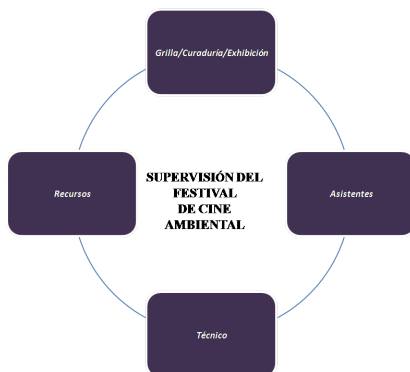 Grilla/Curaduría/Exhibición
Recursos
SUPERVISIÓN DEL
FESTIVAL
DE CINE
AMBIENTAL
Asistentes
Técnico